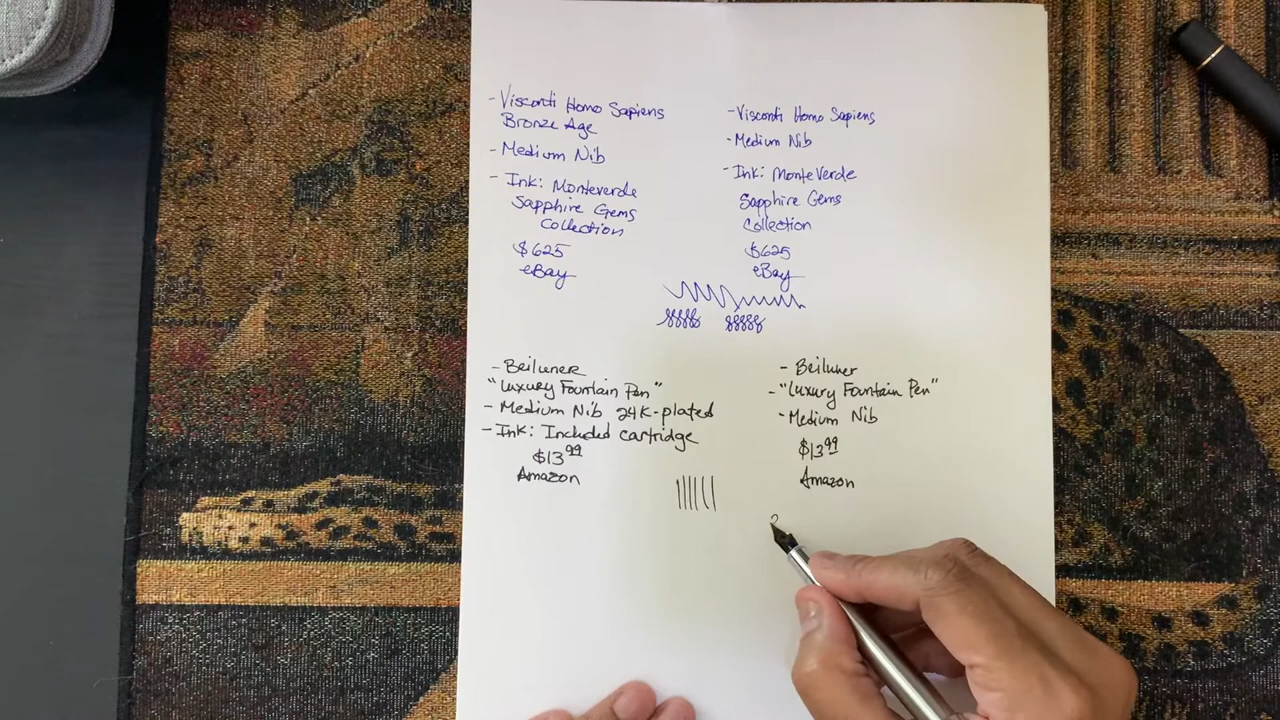 - Visconti Homo Sapiens
Bronze Age
- Medium Nib
- Ink: Monteverde
Sapphire Gems
Collection
$625
eBay
- Visconti Homo Sapiens
- Medium Nib
- Ink: MonteVerde
Sapphire Gems
Collection
$625
eBay
- Beiluner
"Luxury Fountain Pen"
- Medium Nib 24K-plated
- Ink: Included cartridge
$13.99
Amazon
- Beiluner
- "Luxury Fountain Pen"
- Medium Nib
$13.99
Amazon